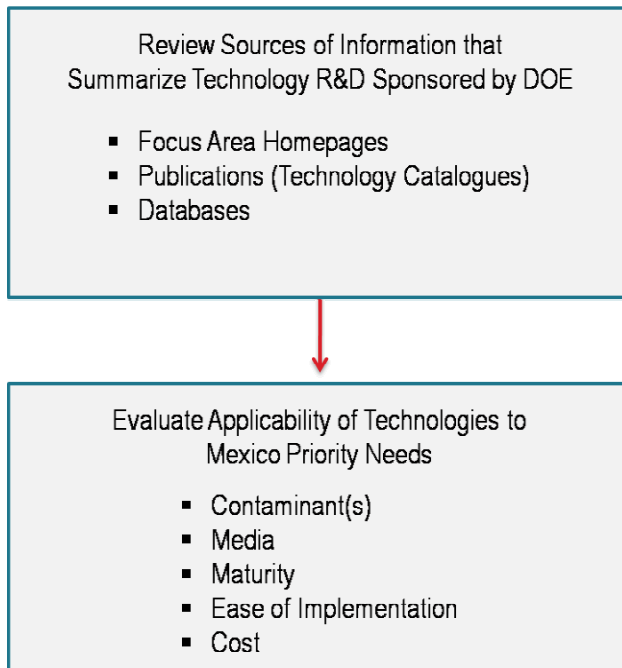 Review Sources of Information that
Summarize Technology R&D Sponsored by DOE
▪ Focus Area Homepages
▪ Publications (Technology Catalogues)
▪ Databases
Evaluate Applicability of Technologies to
Mexico Priority Needs
▪ Contaminant(s)
▪ Media
▪ Maturity
▪ Ease of Implementation
▪ Cost